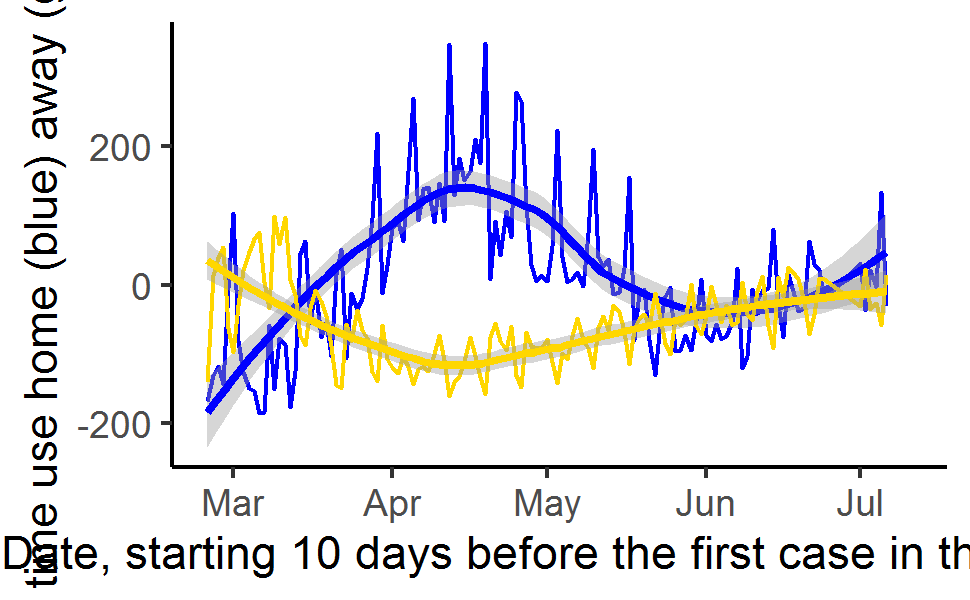 time use home (blue) away (
200
0
-200
Mar Apr May Jun Jul
Date, starting 10 days before the first case in th